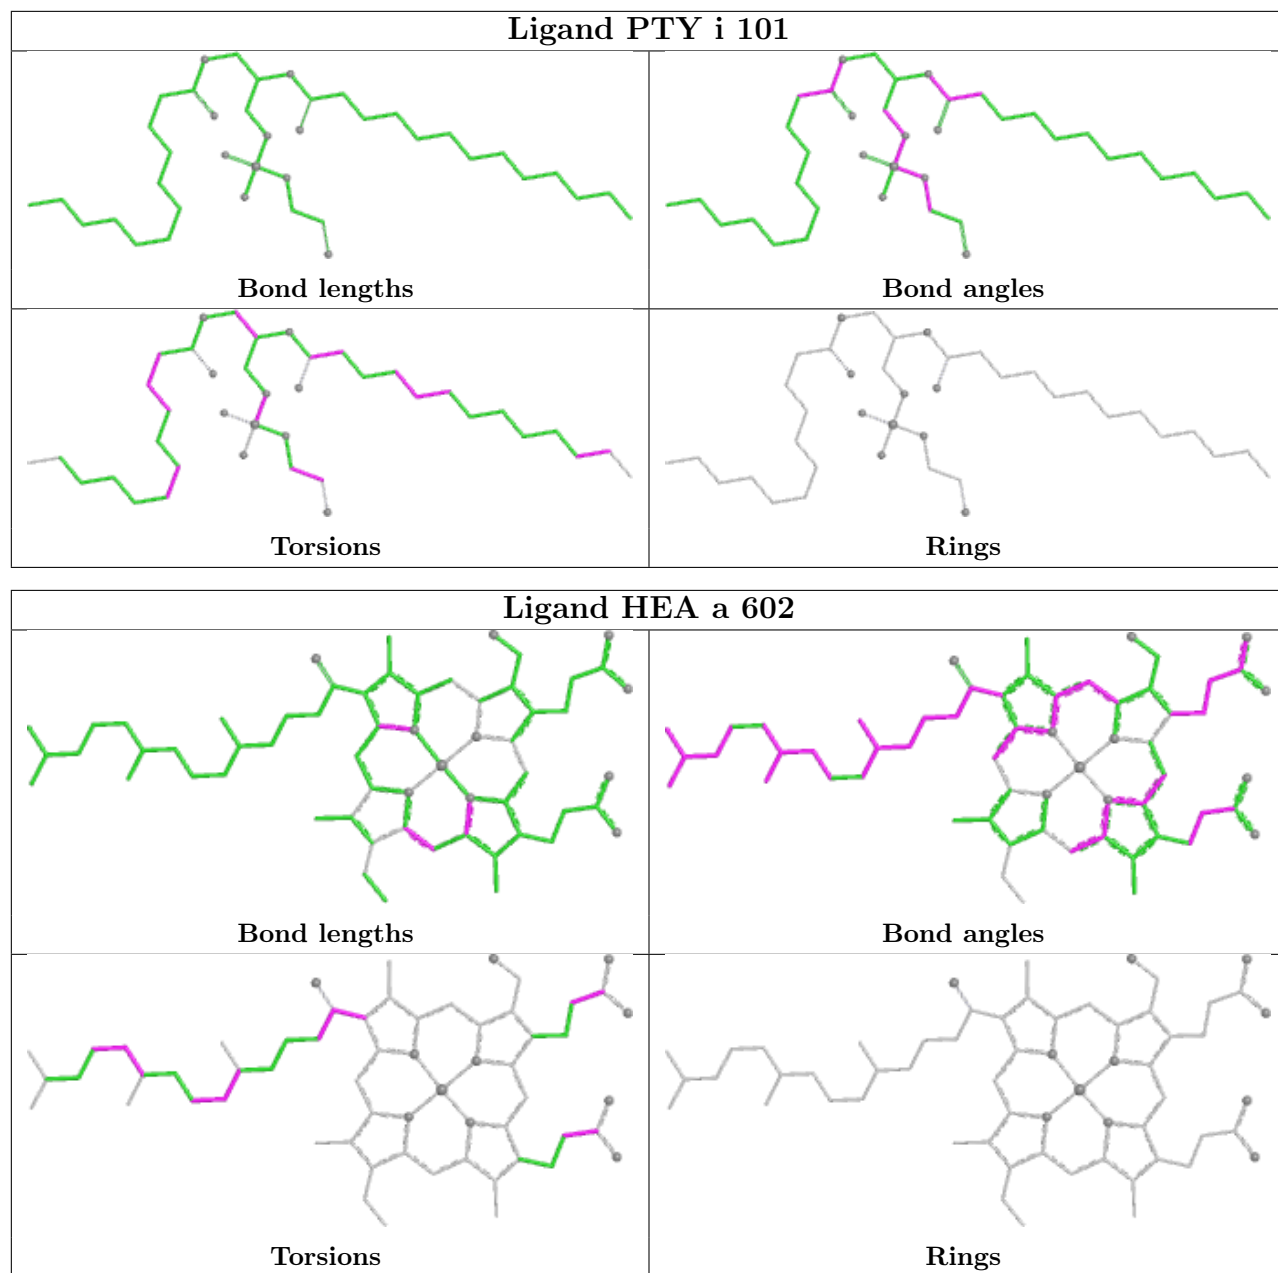 Ligand PTY i 101
Bond lengths
Bond angles
Torsions
Rings
Ligand HEA a 602
Bond lengths
Bond angles
Torsions
Rings